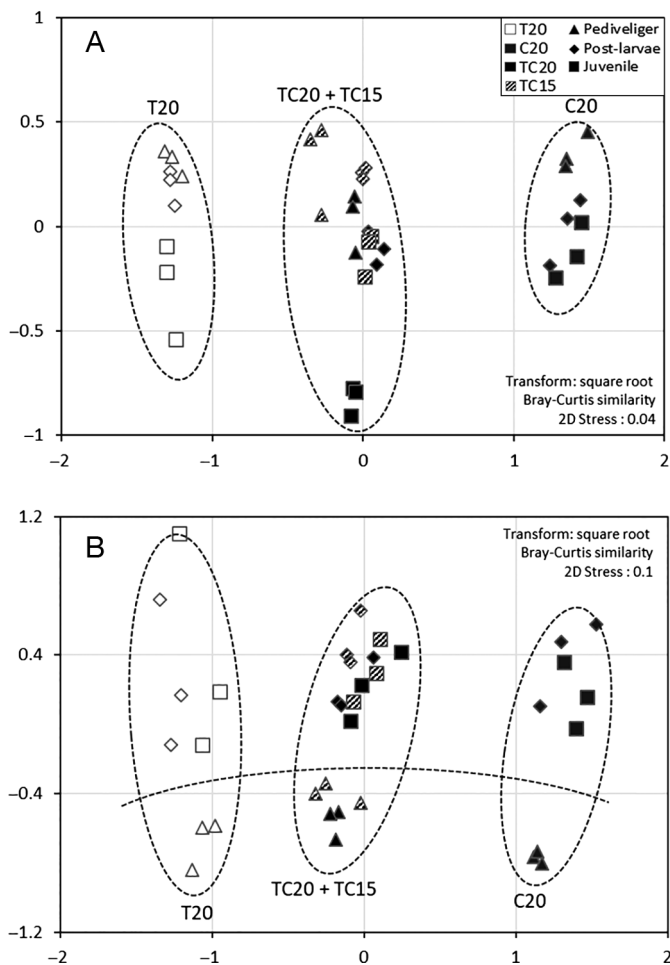 A
T20
C20
TC20
TC15
Pediveliger
Post-larvae
Juvenile
T20
TC20 + TC15
C20
1
0.5
0
−0.5
−1
Transform: square root
Bray-Curtis similarity
2D Stress : 0.04
−2 −1 0 1 2
B
Transform: square root
Bray-Curtis similarity
2D Stress : 0.1
1.2
0.4
−0.4
−1.2
TC20 + TC15
C20
T20
−2 −1 0 1 2